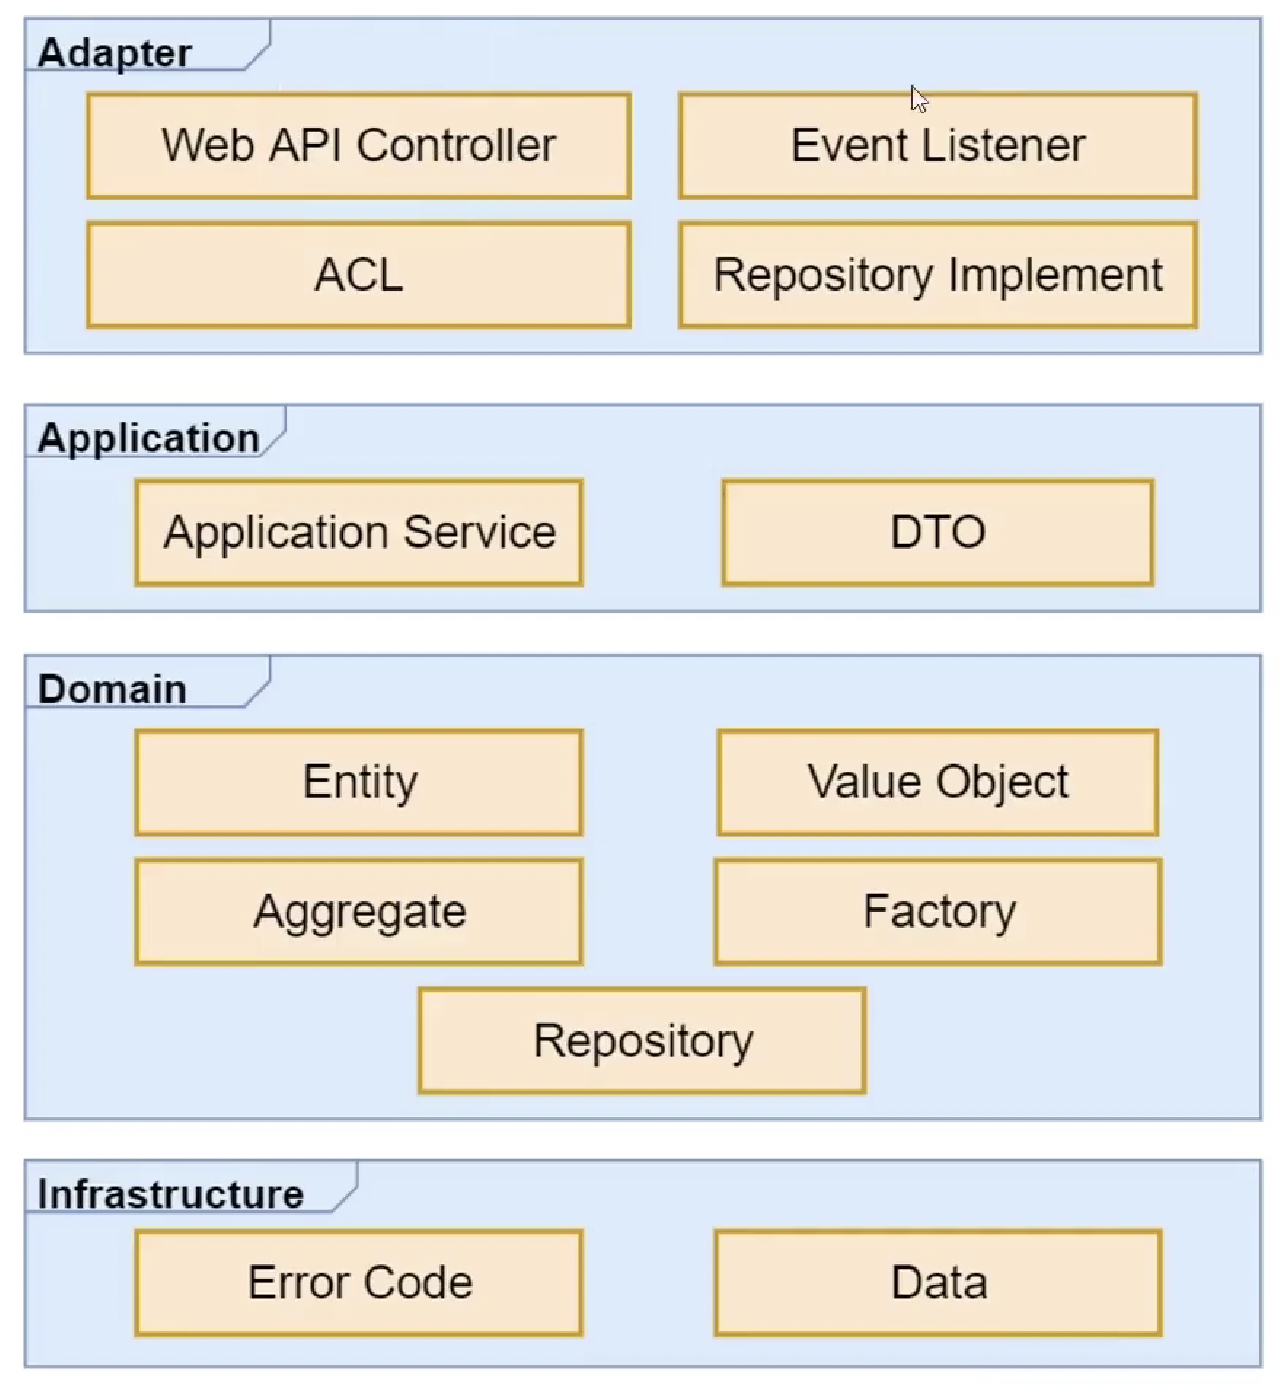 Adapter
Web API Controller
Event Listener
ACL
Repository Implement
Application
Application Service
DTO
Domain
Entity
Value Object
Aggregate
Factory
Repository
Infrastructure
Error Code
Data